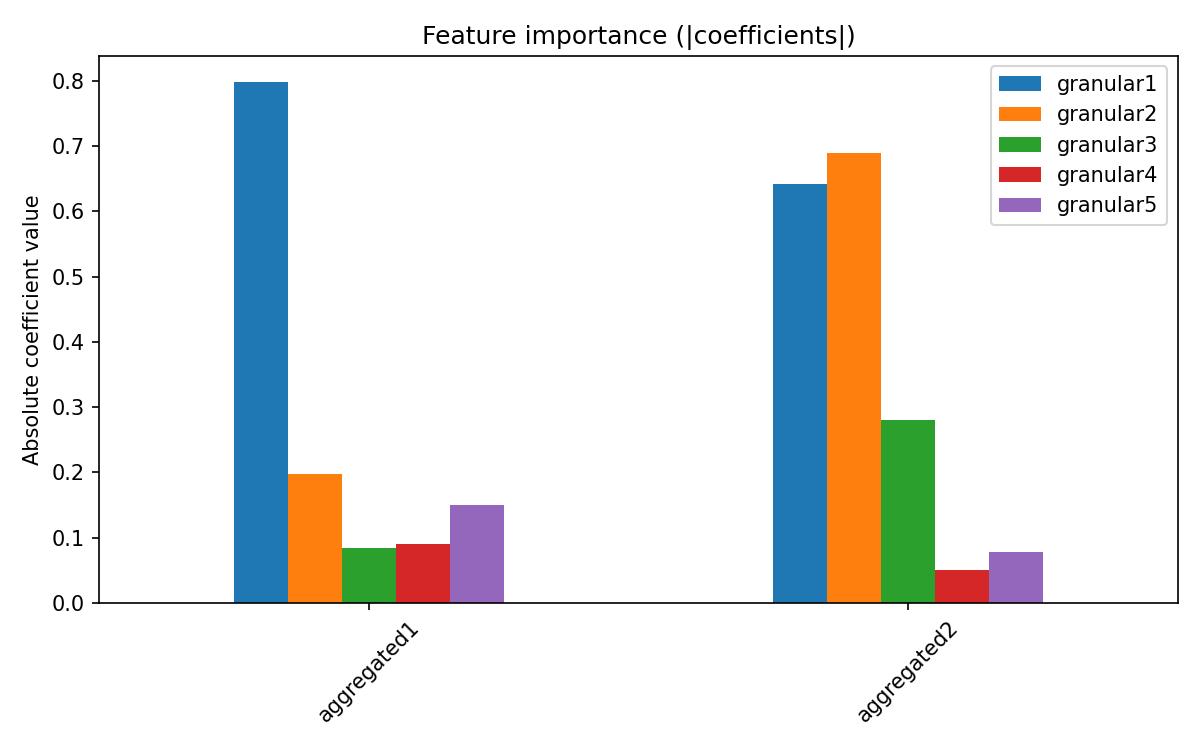 Feature importance (|coefficients|)
Absolute coefficient value
0.8
0.7
0.6
0.5
0.4
0.3
0.2
0.1
0.0
granular1
granular2
granular3
granular4
granular5
aggregated1
aggregated2